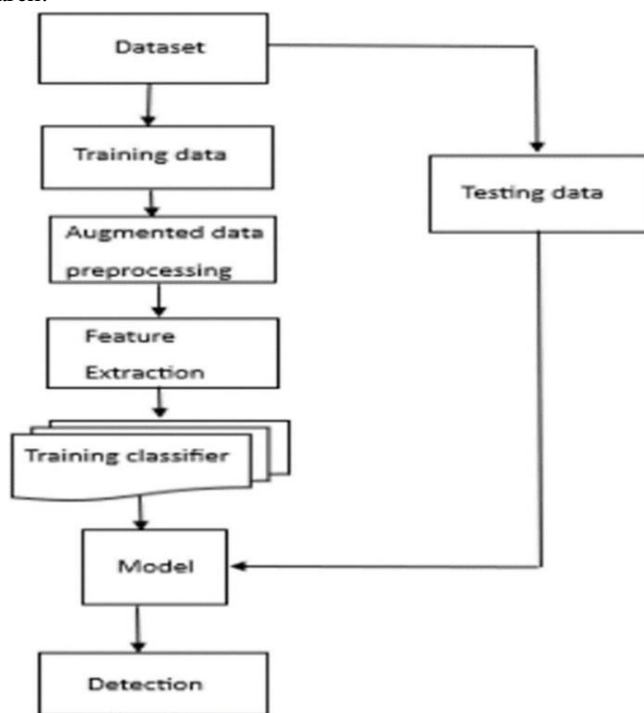 Dataset
Training data
Testing data
Augmented data
preprocessing
Feature
Extraction
Training classifier
Model
Detection